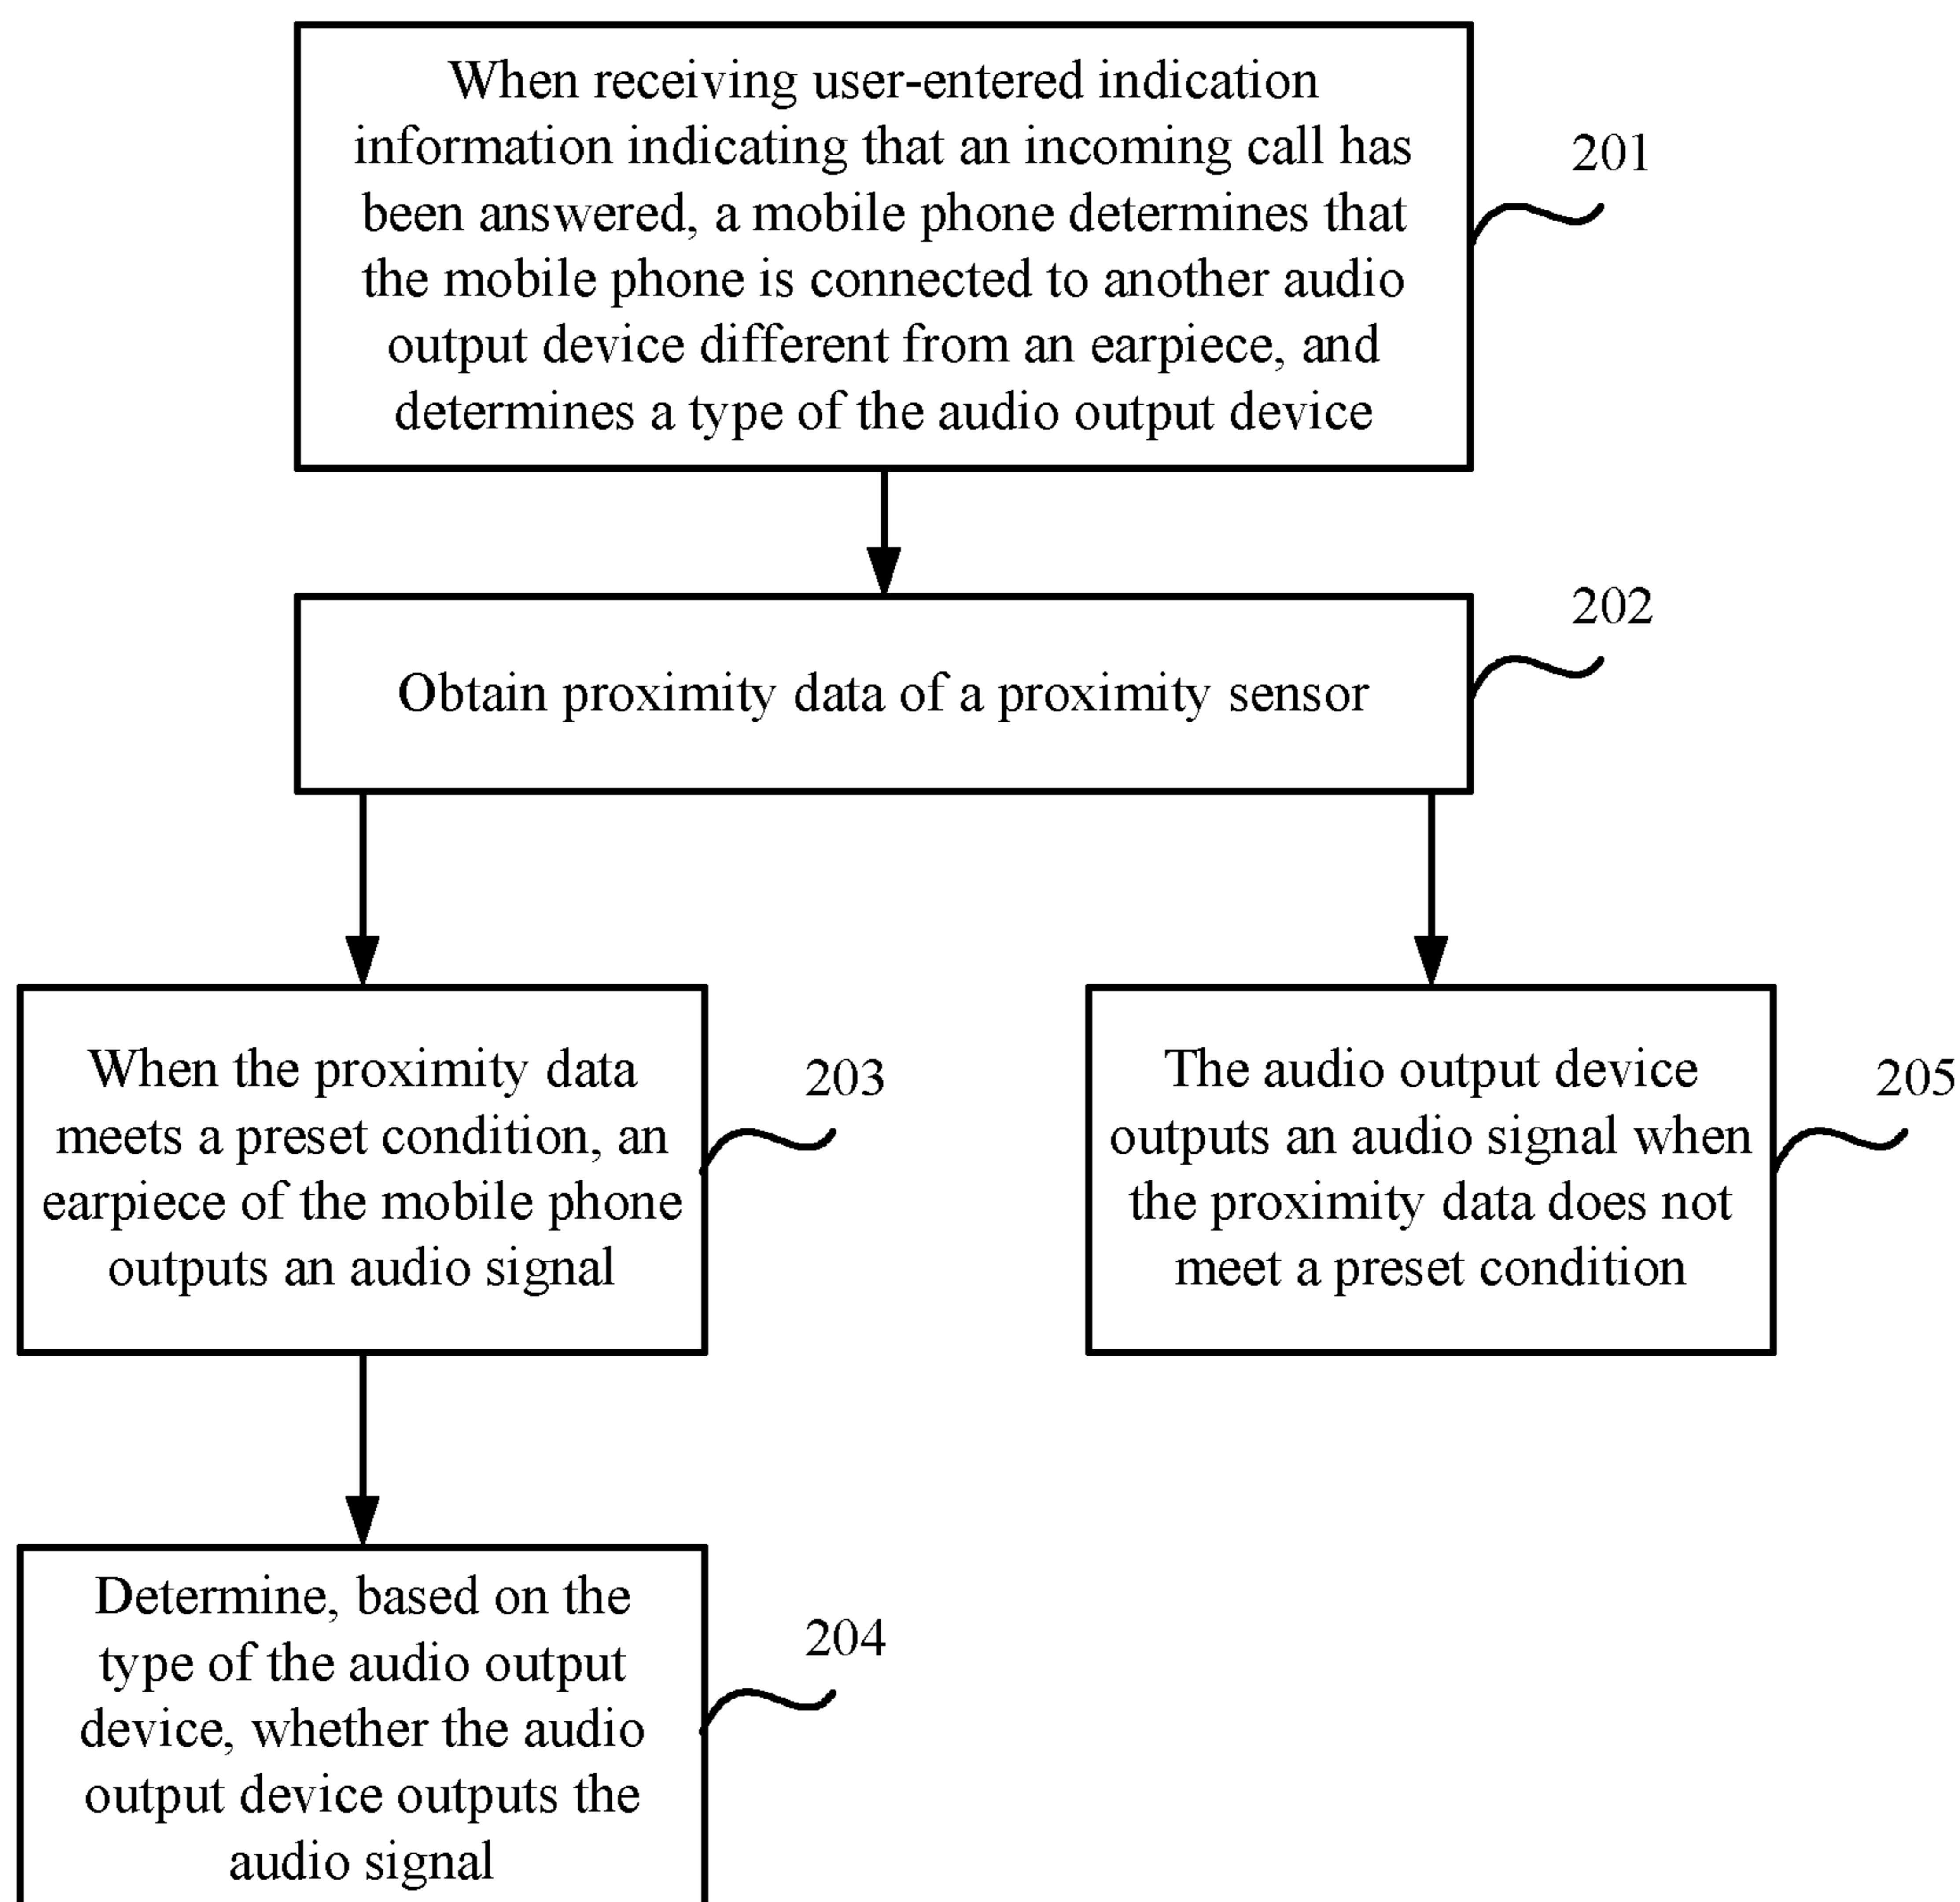 When receiving user-entered indication
information indicating that an incoming call has
been answered, a mobile phone determines that
the mobile phone is connected to another audio
output device different from an earpiece, and
determines a type of the audio output device
201
Obtain proximity data of a proximity sensor
202
When the proximity data
meets a preset condition, an
earpiece of the mobile phone
outputs an audio signal
203
The audio output device
outputs an audio signal when
the proximity data does not
meet a preset condition
205
Determine, based on the
type of the audio output
device, whether the audio
output device outputs the
audio signal
204